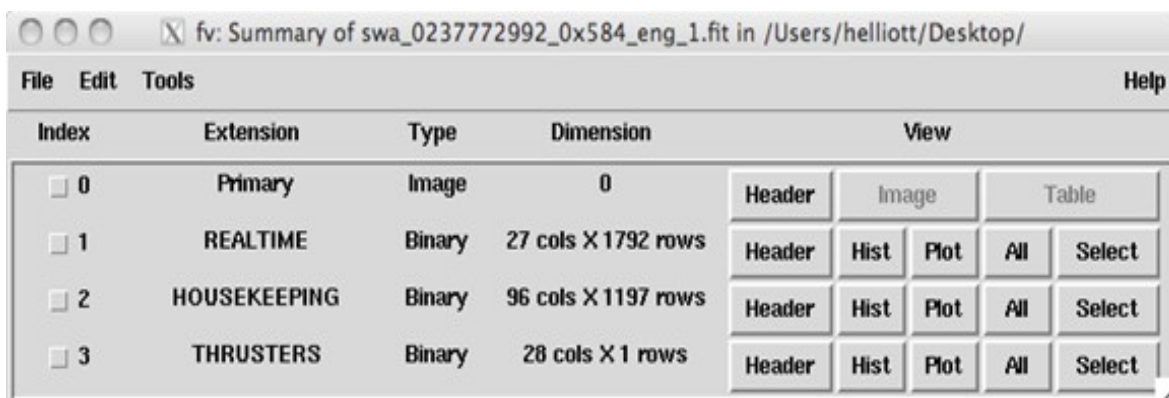 X fv: Summary of swa_0237772992_0x584_eng_1.fit in /Users/helliott/Desktop/
File Edit Tools Help
Index Extension Type Dimension View
0 Primary Image 0 Header Image Table
1 REALTIME Binary 27 cols X 1792 rows Header Hist Plot All Select
2 HOUSEKEEPING Binary 96 cols X 1197 rows Header Hist Plot All Select
3 THRUSTERS Binary 28 cols X 1 rows Header Hist Plot All Select